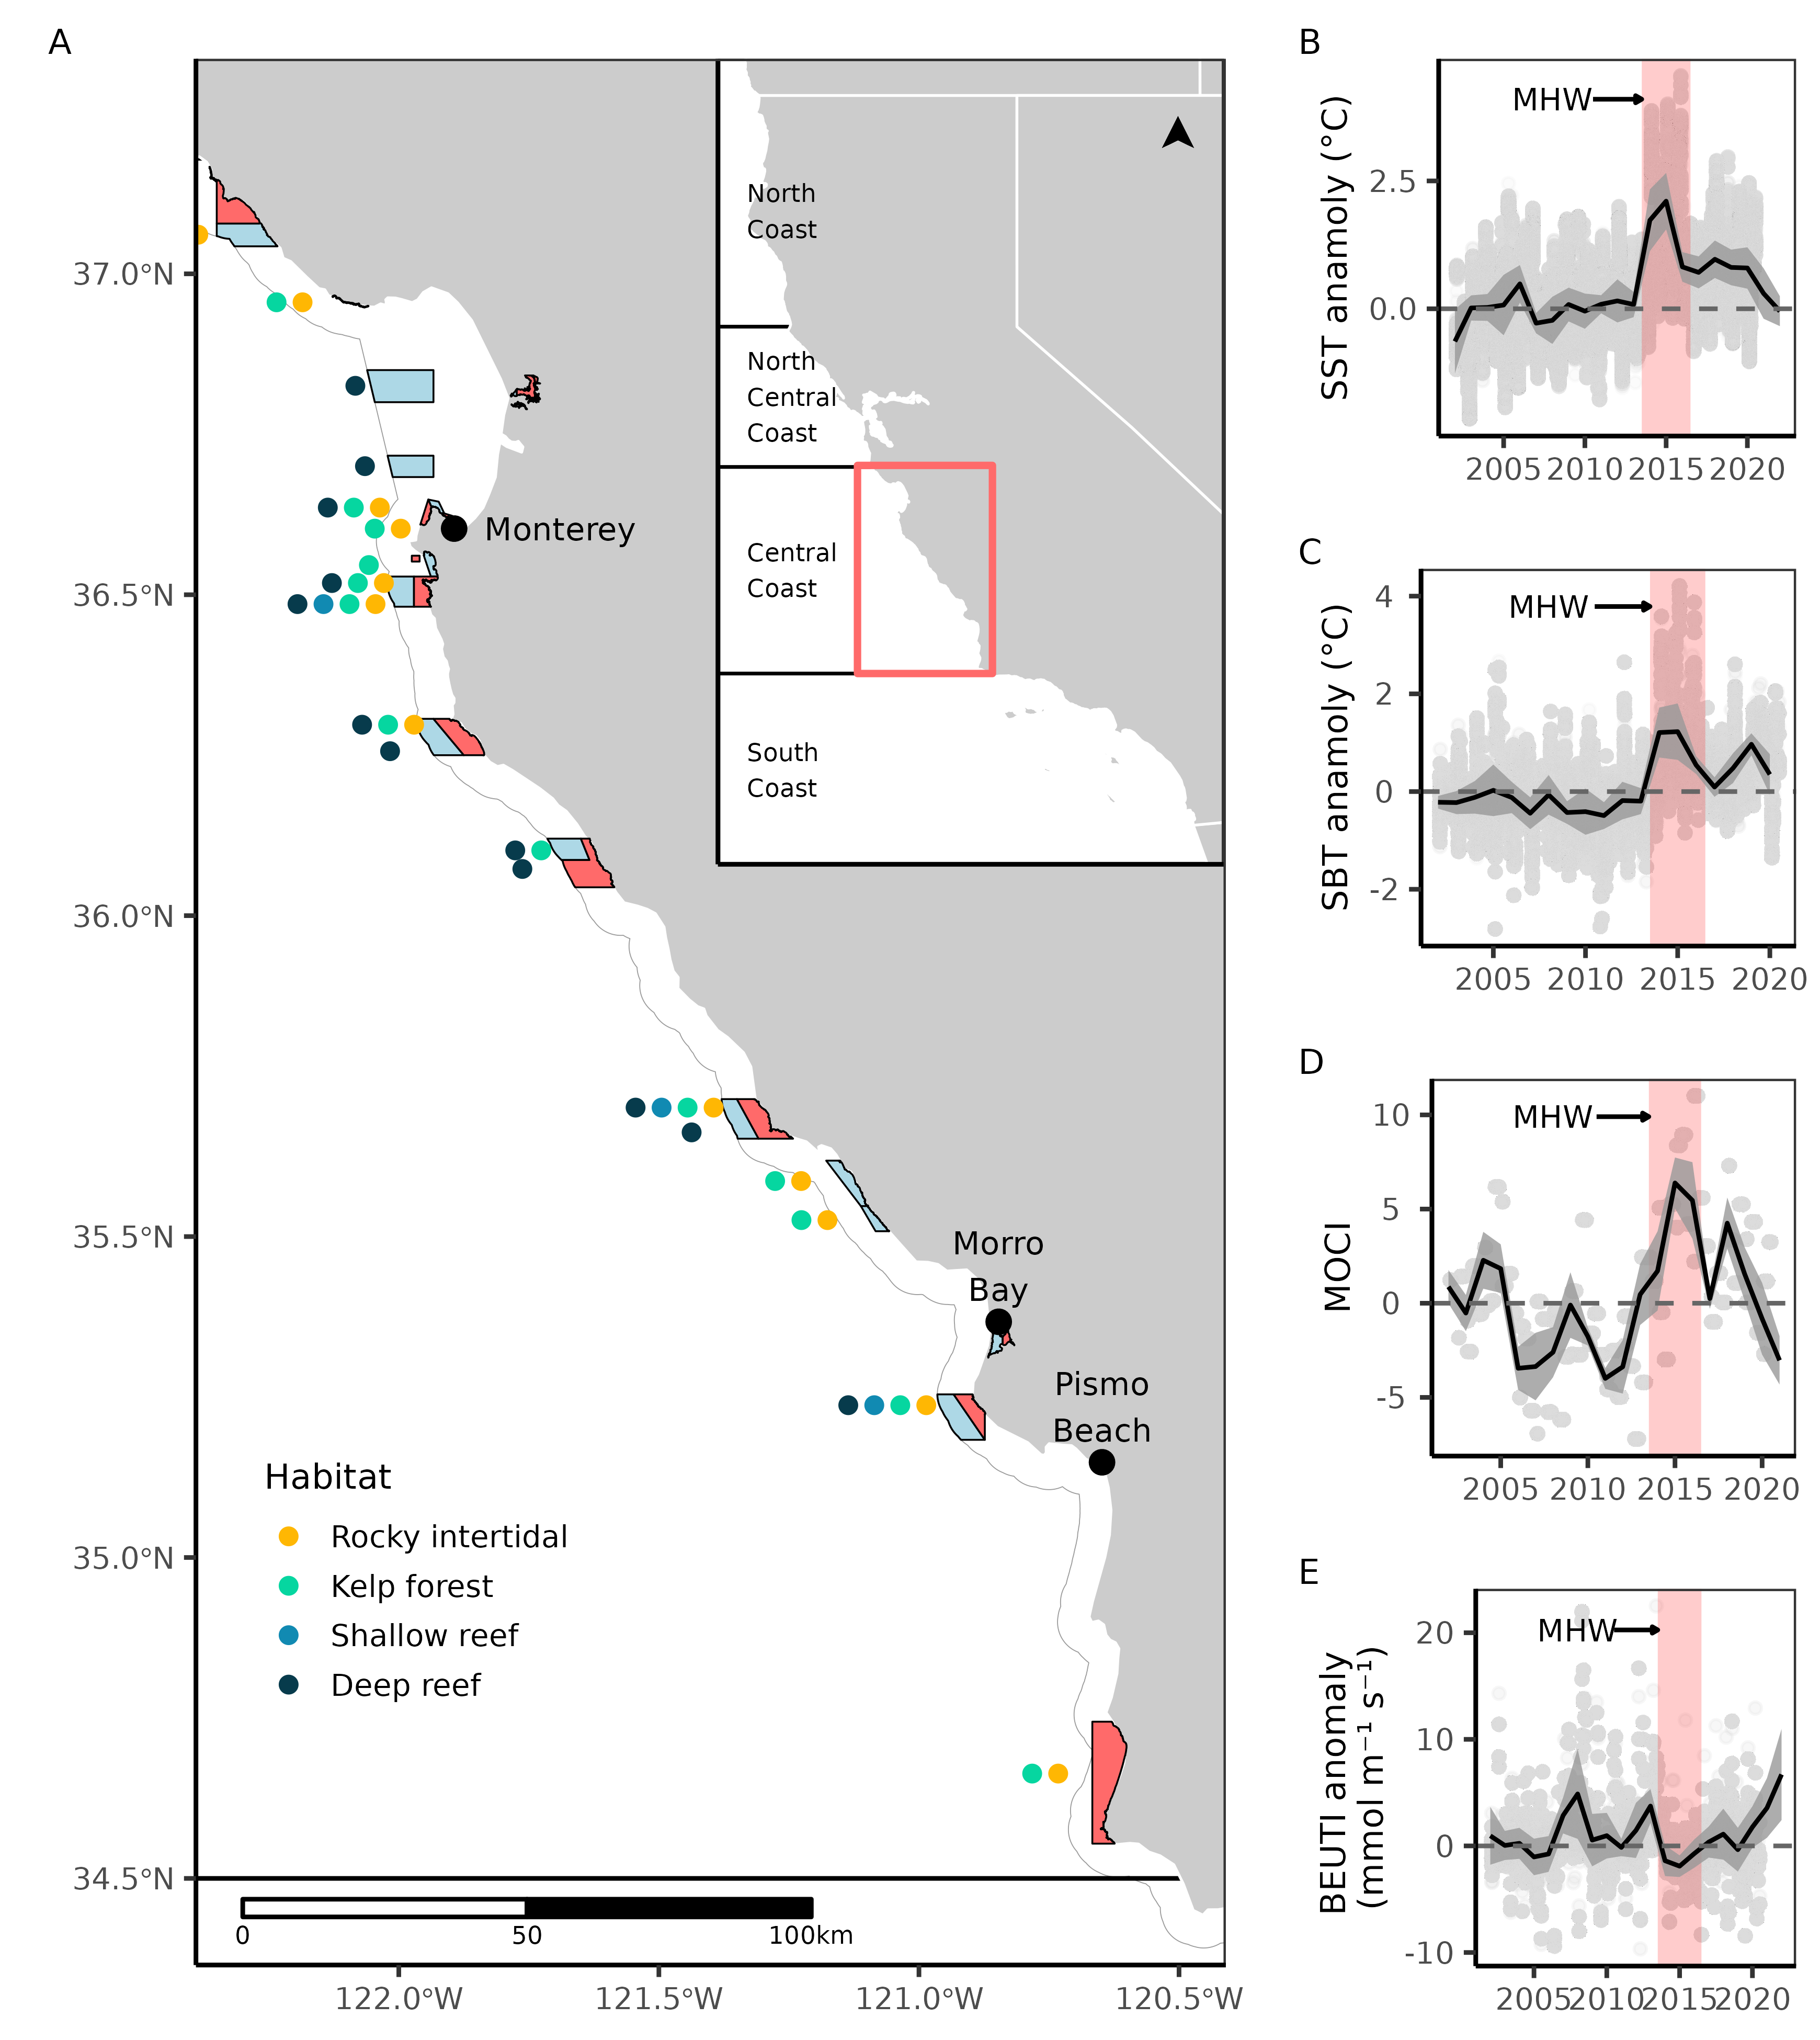 A
37.0°N
36.5°N
36.0°N
35.5°N
35.0°N
34.5°N
122.0°W
121.5°W
121.0°W
120.5°W
Monterey
Morro
Bay
Pismo
Beach
North
Coast
North
Central
Coast
Central
Coast
South
Coast
Habitat
Rocky intertidal
Kelp forest
Shallow reef
Deep reef
0
50
100km
B
SST anamoly (°C)
MHW
2.5
0.0
2005
2010
2015
2020
C
SBT anamoly (°C)
MHW
4
2
0
-2
2005
2010
2015
2020
D
MOCI
MHW
10
5
0
-5
2005
2010
2015
2020
E
BEUTI anomaly
(mmol m⁻¹ s⁻¹)
MHW
20
10
0
-10
2005
2010
2015
2020